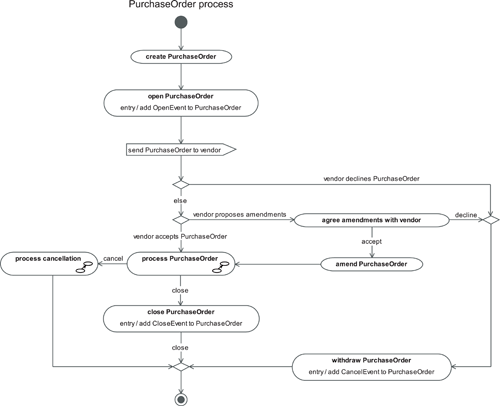 PurchaseOrder process
create PurchaseOrder
open PurchaseOrder
entry / add OpenEvent to PurchaseOrder
send PurchaseOrder to vendor
vendor declines PurchaseOrder
else
vendor proposes amendments
agree amendments with vendor
decline
vendor accepts PurchaseOrder
accept
process cancellation
cancel
process PurchaseOrder
amend PurchaseOrder
close
close PurchaseOrder
entry / add CloseEvent to PurchaseOrder
close
withdraw PurchaseOrder
entry / add CancelEvent to PurchaseOrder